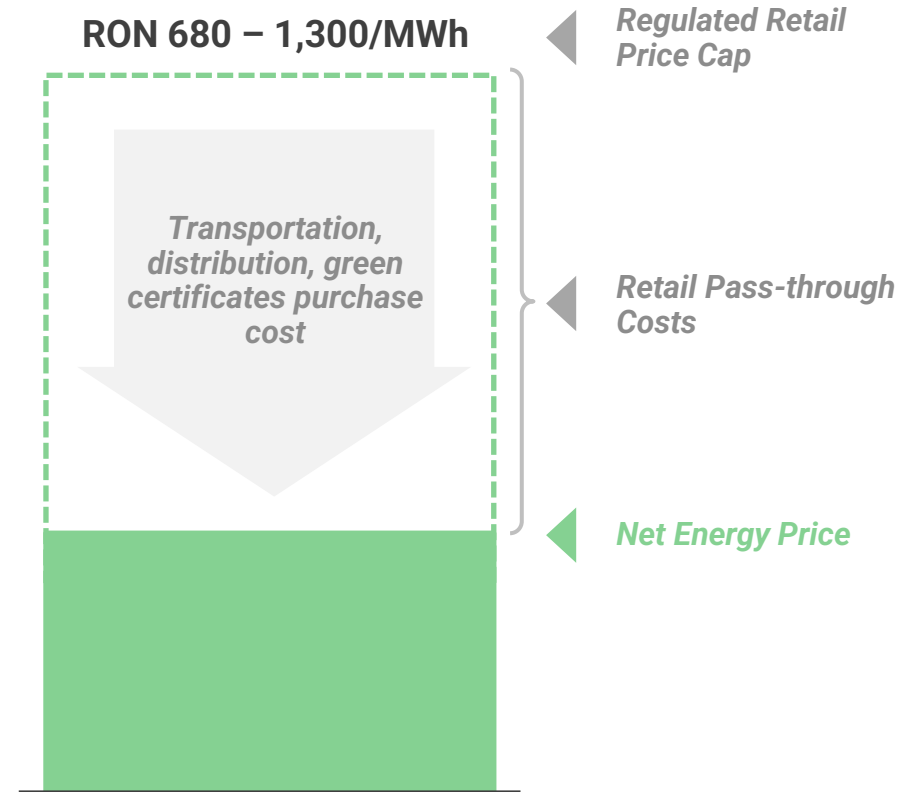 RON 680 – 1,300/MWh
Regulated Retail
Price Cap
Transportation,
distribution, green
certificates purchase
cost
Retail Pass-through
Costs
Net Energy Price